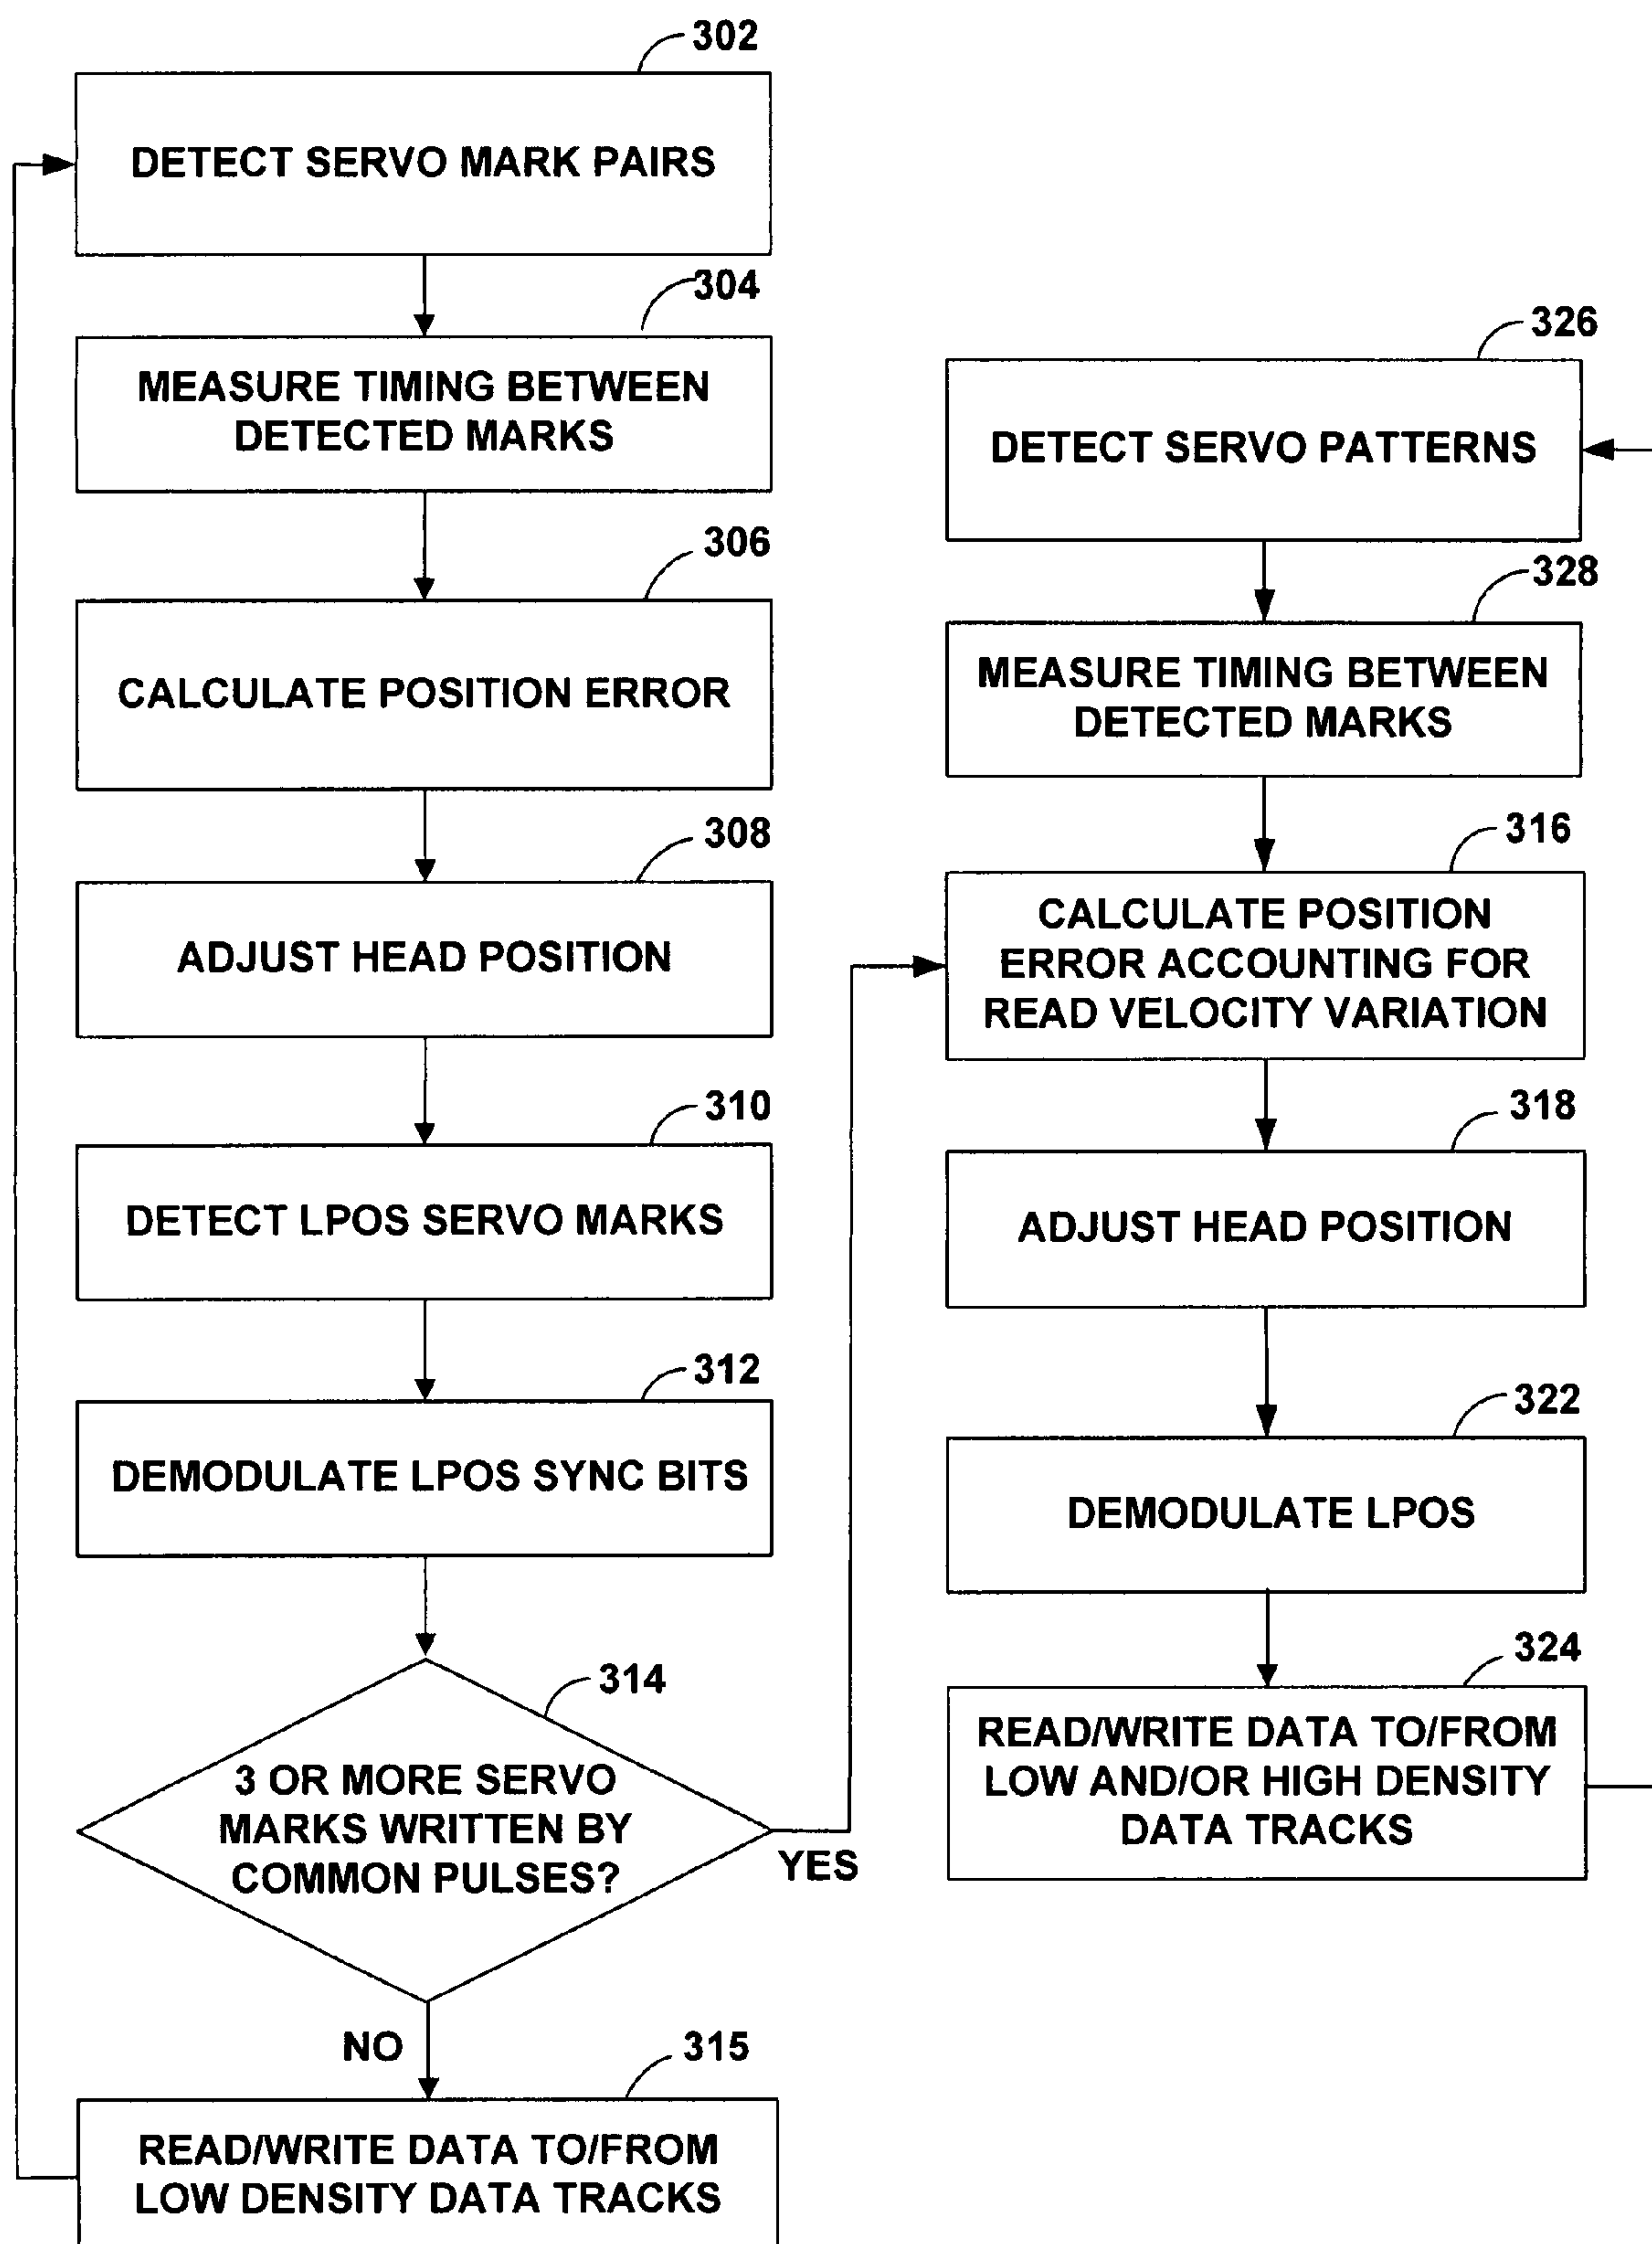 302
DETECT SERVO MARK PAIRS
304
MEASURE TIMING BETWEEN
DETECTED MARKS
306
CALCULATE POSITION ERROR
308
ADJUST HEAD POSITION
310
DETECT LPOS SERVO MARKS
312
DEMODULATE LPOS SYNC BITS
314
3 OR MORE SERVO
MARKS WRITTEN BY
COMMON PULSES?
YES
NO
315
READ/WRITE DATA TO/FROM
LOW DENSITY DATA TRACKS
326
DETECT SERVO PATTERNS
328
MEASURE TIMING BETWEEN
DETECTED MARKS
316
CALCULATE POSITION
ERROR ACCOUNTING FOR
READ VELOCITY VARIATION
318
ADJUST HEAD POSITION
322
DEMODULATE LPOS
324
READ/WRITE DATA TO/FROM
LOW AND/OR HIGH DENSITY
DATA TRACKS